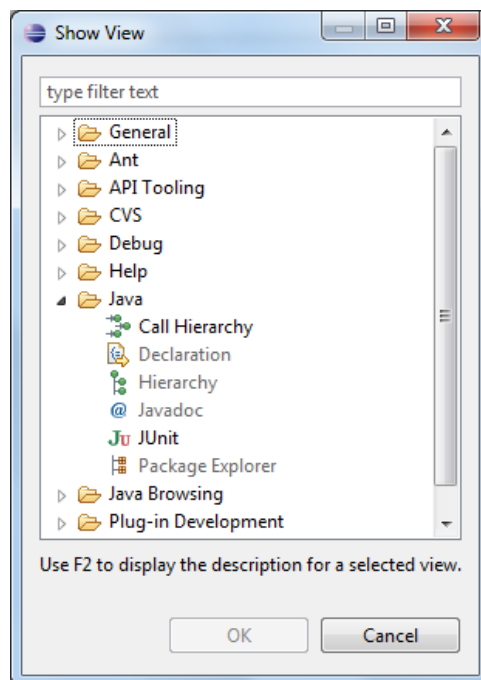 Show View
type filter text
General
Ant
API Tooling
CVS
Debug
Help
Java
Call Hierarchy
Declaration
Hierarchy
@ Javadoc
Ju JUnit
Package Explorer
Java Browsing
Plug-in Development
Use F2 to display the description for a selected view.
OK Cancel